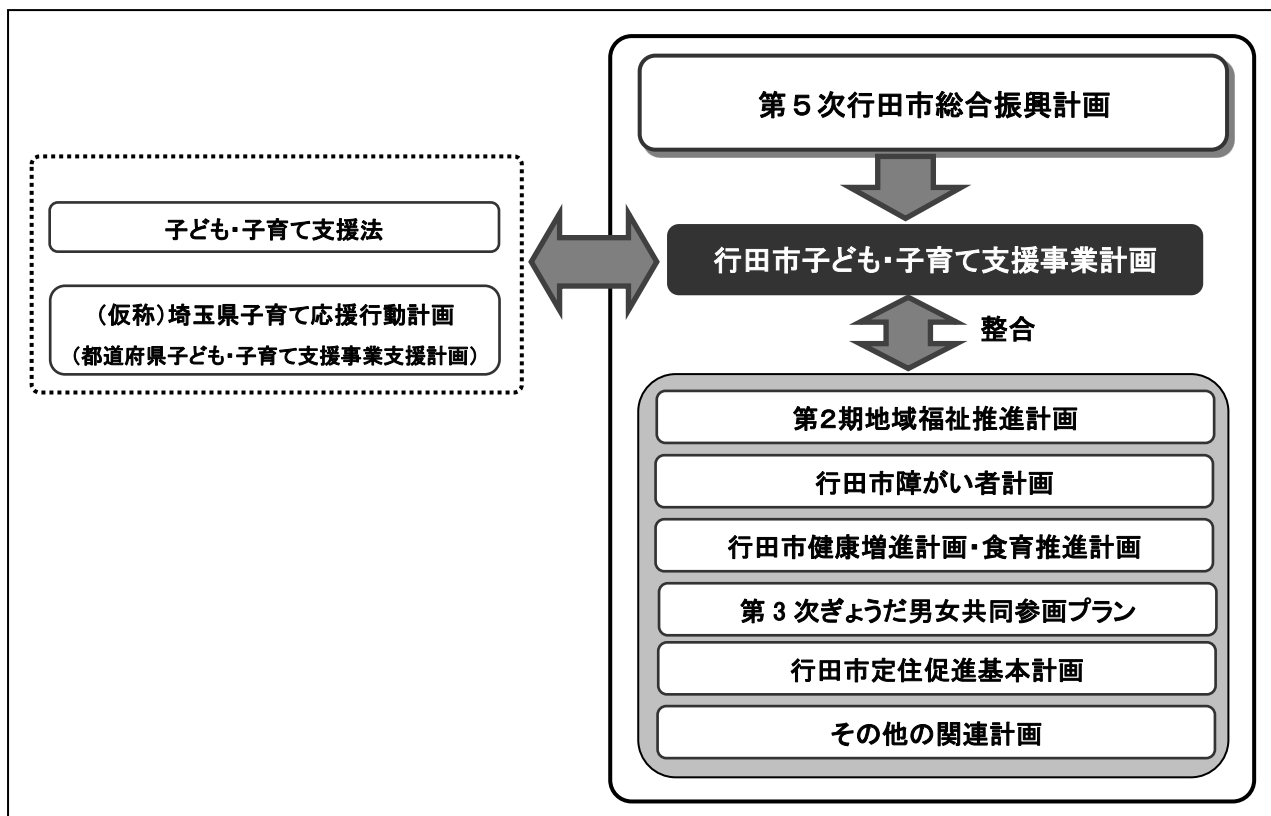 第５次行田市総合振興計画
子ども・子育て支援法
行田市子ども・子育て支援事業計画
（仮称）埼玉県子育て応援行動計画
（都道府県子ども・子育て支援事業支援計画）
整合
第２期地域福祉推進計画
行田市障がい者計画
行田市健康増進計画・食育推進計画
第 3 次ぎょうだ男女共同参画プラン
行田市定住促進基本計画
その他の関連計画